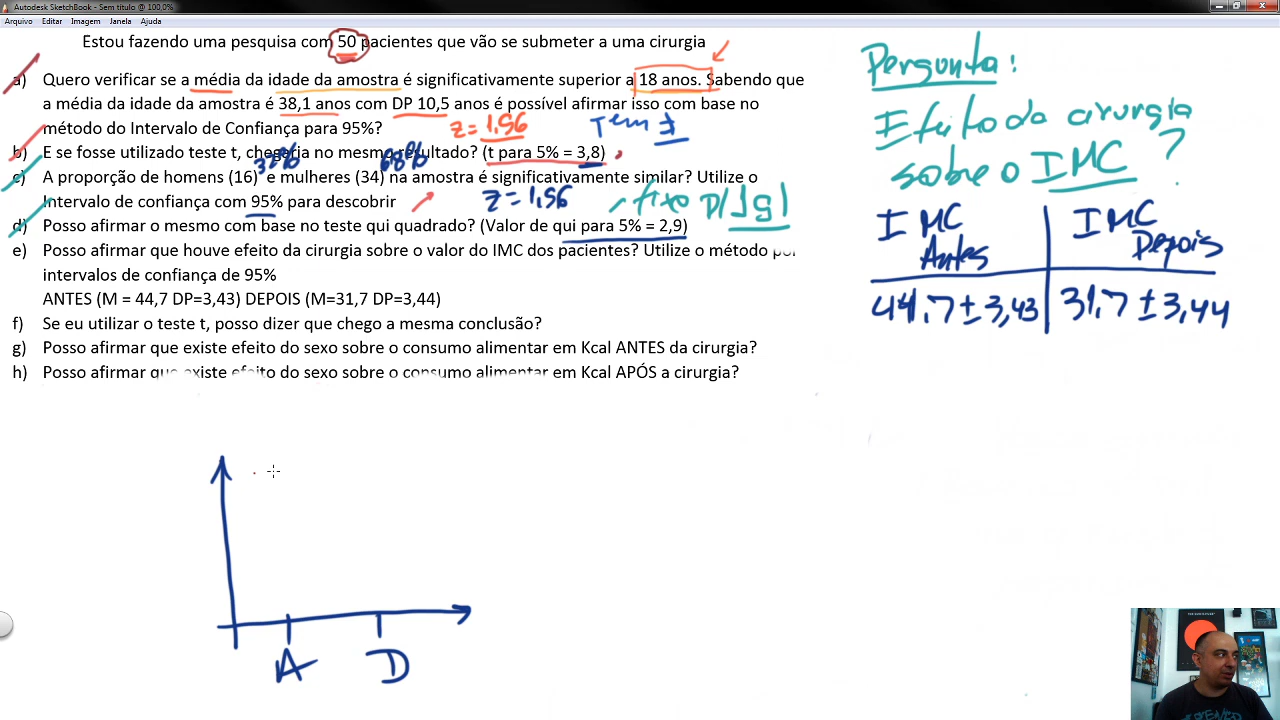 Autodesk SketchBook - Sem título @ 100,0%
Arquivo Editar Imagem Janela Ajuda
Estou fazendo uma pesquisa com 50 pacientes que vão se submeter a uma cirurgia
a) Quero verificar se a média da idade da amostra é significativamente superior a 18 anos. Sabendo que
a média da idade da amostra é 38,1 anos com DP 10,5 anos é possível afirmar isso com base no
método do Intervalo de Confiança para 95%?
z = 1,96
Tem ≠
b) E se fosse utilizado teste t, chegaria no mesmo resultado? (t para 5% = 3,8)
32%
68%
c) A proporção de homens (16) e mulheres (34) na amostra é significativamente similar? Utilize o
Intervalo de confiança com 95% para descobrir
z = 1,96
fixo
d) Posso afirmar o mesmo com base no teste qui quadrado? (Valor de qui para 5% = 2,9)
e) Posso afirmar que houve efeito da cirurgia sobre o valor do IMC dos pacientes? Utilize o método
intervalos de confiança de 95%
ANTES (M = 44,7 DP=3,43) DEPOIS (M=31,7 DP=3,44)
f) Se eu utilizar o teste t, posso dizer que chego a mesma conclusão?
g) Posso afirmar que existe efeito do sexo sobre o consumo alimentar em Kcal ANTES da cirurgia?
h) Posso afirmar que existe efeito do sexo sobre o consumo alimentar em Kcal APÓS a cirurgia?
Pergunta:
Efeito da cirurgia
sobre o IMC ?
IMC Antes
IMC Depois
44,7 ± 3,43
31,7 ± 3,44
A D